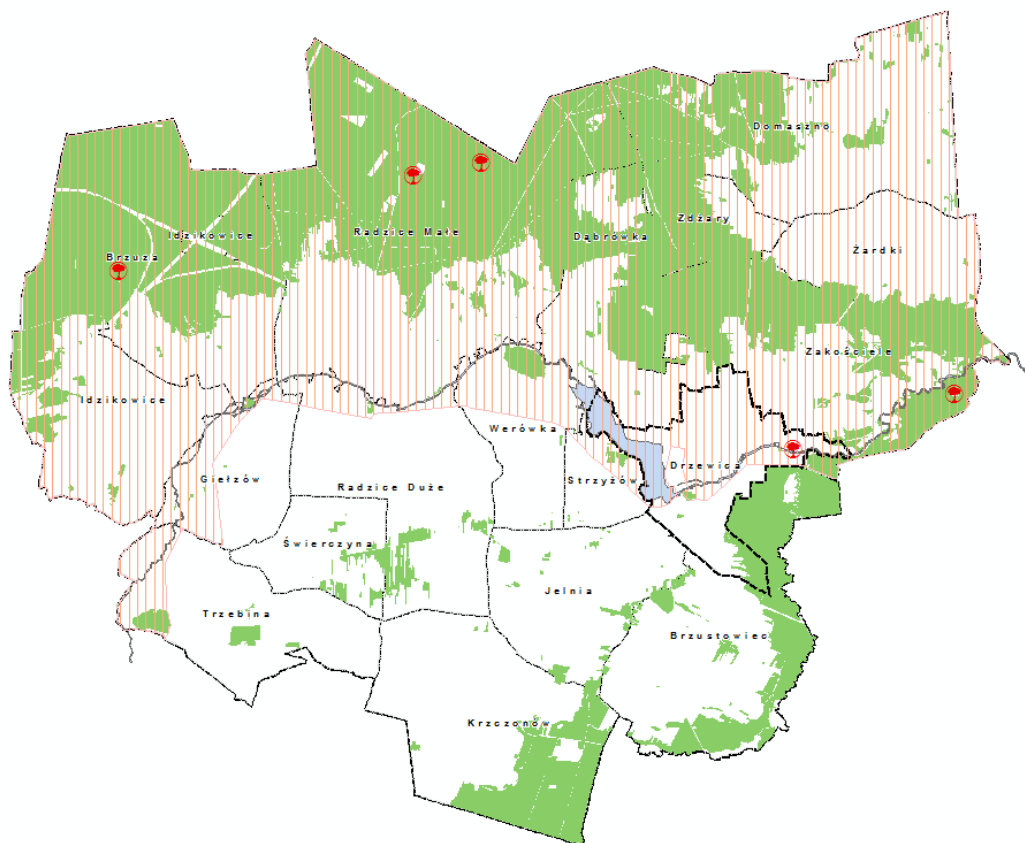 Domaszno
Zdżary
Idzikowice
Radzice Małe
Dąbrówka
Żardki
Brzuza
Zakościele
Idzikowice
Werówka
Drzewica
Giełzów
Radzice Duże
Strzyżów
Świerczyna
Jelnia
Trzebina
Brzustowiec
Krzczonów